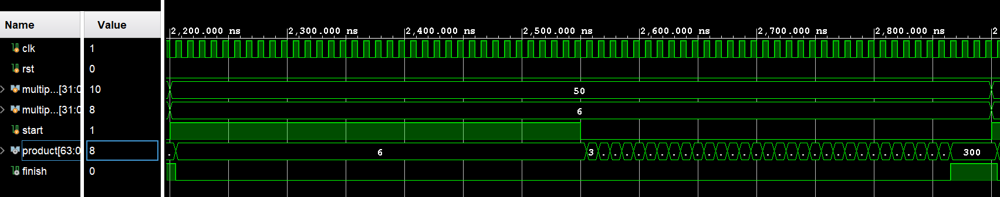 Name Value
2,200.000 ns 2,300.000 ns 2,400.000 ns 2,500.000 ns 2,600.000 ns 2,700.000 ns 2,800.000 ns 2
clk 1
rst 0
multip...[31:0 10 50
multip...[31:0 8 6
start 1
product[63:0 8 . 6 3 . . . . . . . . . . . . . . . . . . . . . . . . . . . . . . 300
finish 0